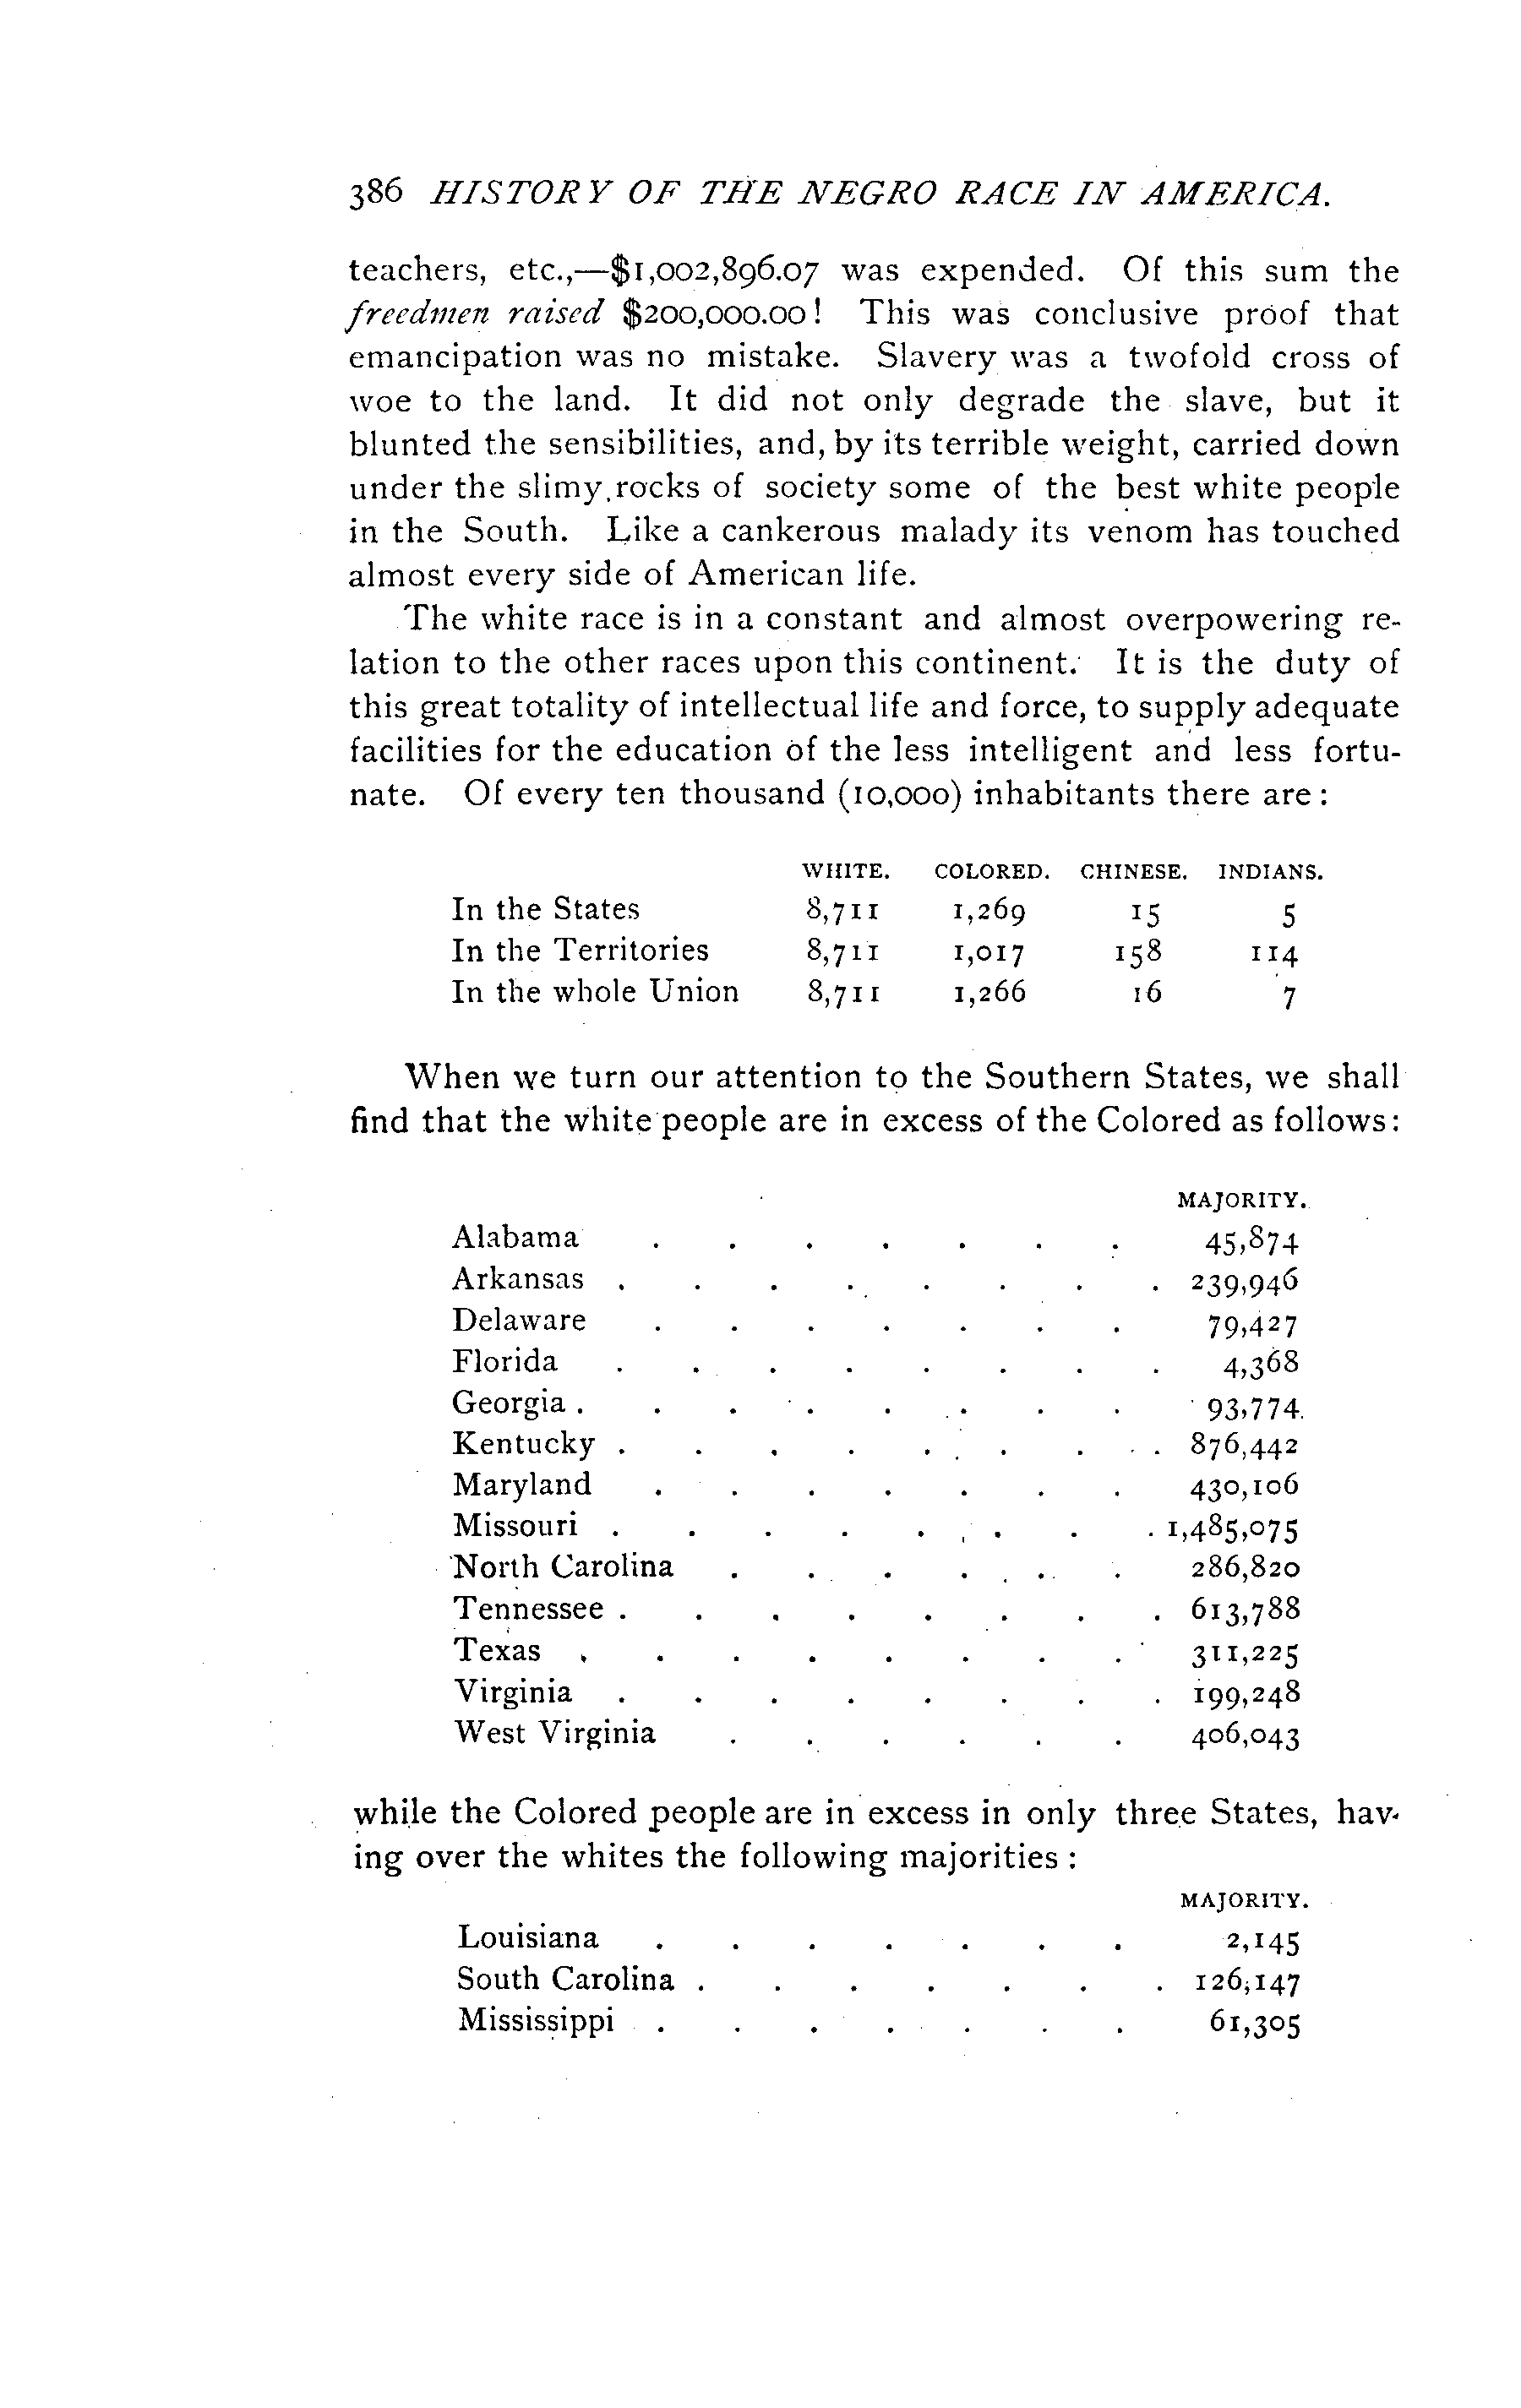 386 HISTORY OF THE NEGRO RACE IN AMERICA.
teachers, etc.,—$1,002,896.07 was expended. Of this sum the
freedmen raised $200,000.00! This was conclusive proof that
emancipation was no mistake. Slavery was a twofold cross of
woe to the land. It did not only degrade the slave, but it
blunted the sensibilities, and, by its terrible weight, carried down
under the slimy rocks of society some of the best white people
in the South. Like a cankerous malady its venom has touched
almost every side of American life.
The white race is in a constant and almost overpowering re-
lation to the other races upon this continent. It is the duty of
this great totality of intellectual life and force, to supply adequate
facilities for the education of the less intelligent and less fortu-
nate. Of every ten thousand (10,000) inhabitants there are:
WHITE. COLORED. CHINESE. INDIANS.
In the States 8,711 1,269 15 5
In the Territories 8,711 1,017 158 114
In the whole Union 8,711 1,266 16 7
When we turn our attention to the Southern States, we shall
find that the white people are in excess of the Colored as follows:
MAJORITY.
Alabama . . . . . . . 45,874
Arkansas . . . . . . . . 239,946
Delaware . . . . . . . 79,427
Florida . . . . . . . . 4,368
Georgia . . . . . . . . 93,774
Kentucky . . . . . . . . 876,442
Maryland . . . . . . . 430,106
Missouri . . . . . . . . 1,485,075
North Carolina . . . . . . 286,820
Tennessee . . . . . . . . 613,788
Texas . . . . . . . . 311,225
Virginia . . . . . . . . 199,248
West Virginia . . . . . . 406,043
while the Colored people are in excess in only three States, hav-
ing over the whites the following majorities :
MAJORITY.
Louisiana . . . . . . . 2,145
South Carolina . . . . . . . 126,147
Mississippi . . . . . . . 61,305